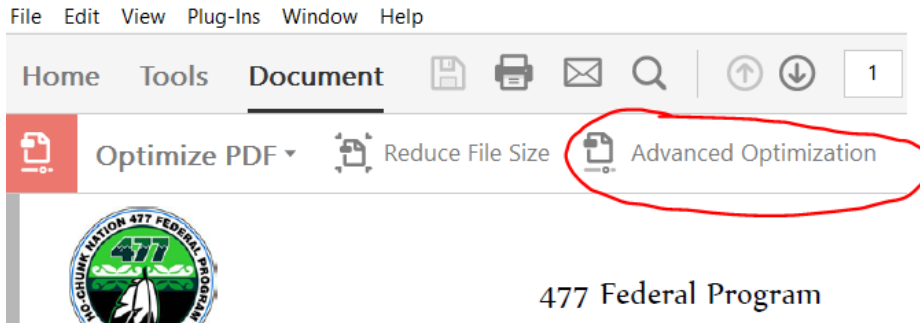 File Edit View Plug-Ins Window Help
Home Tools Document 1
Optimize PDF Reduce File Size Advanced Optimization
HO-CHUNK NATION 477 FEDERAL PROGRAM
477
477 Federal Program